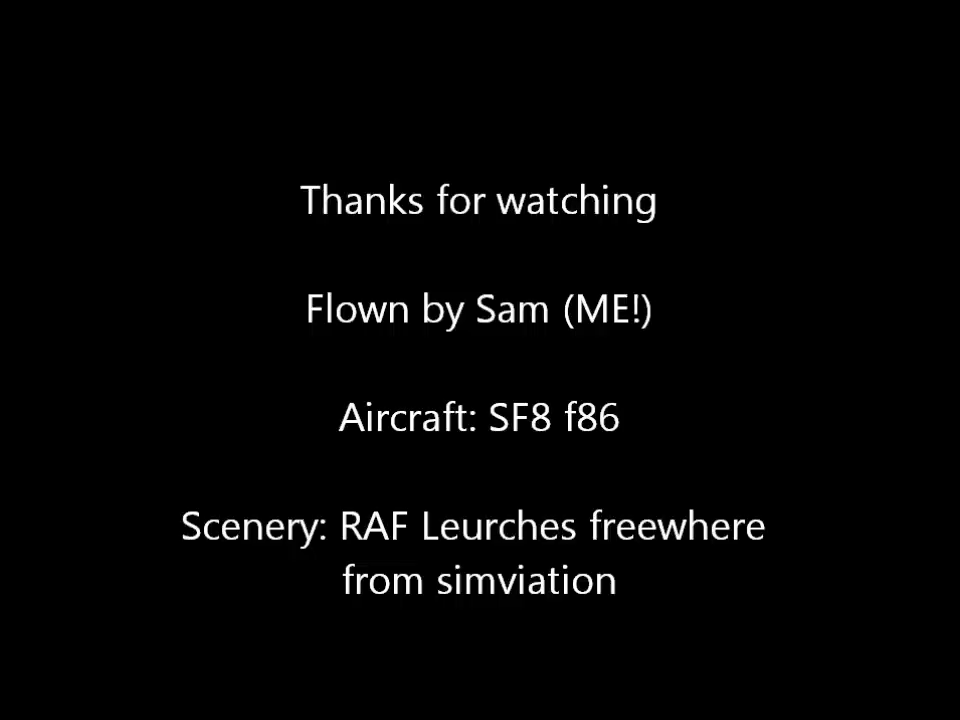 Thanks for watching
Flown by Sam (ME!)
Aircraft: SF8 f86
Scenery: RAF Leurches freewhere
from simviation